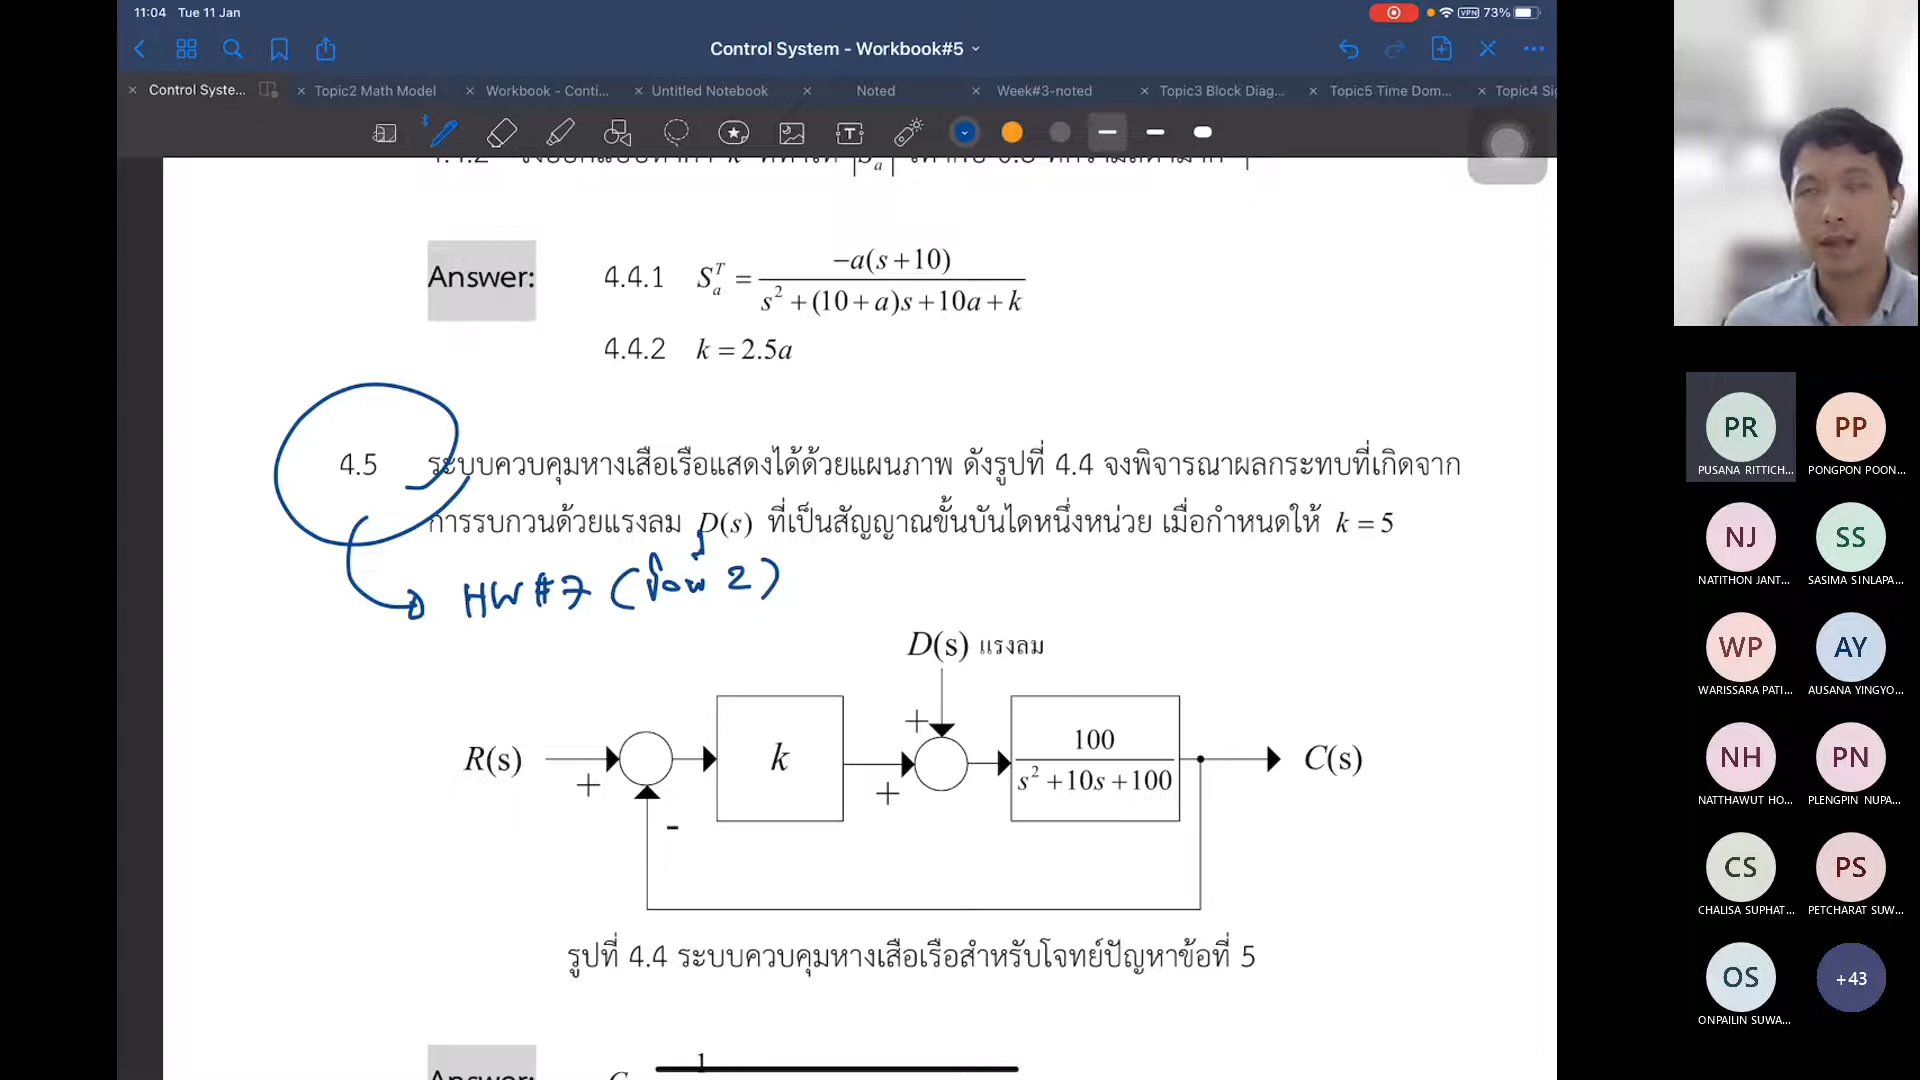 11:04 Tue 11 Jan
VPN 73%
Control System - Workbook#5
Control Syste...
Topic2 Math Model
Workbook - Conti...
Untitled Notebook
Noted
Week#3-noted
Topic3 Block Diag...
Topic5 Time Dom...
Topic4 Si
Answer: 4.4.1 S_a^T = -a(s+10) / (s² + (10+a)s + 10a + k)
4.4.2 k = 2.5a
4.5 ระบบควบคุมหางเสือเรือแสดงได้ด้วยแผนภาพ ดังรูปที่ 4.4 จงพิจารณาผลกระทบที่เกิดจาก
การรบกวนด้วยแรงลม D(s) ที่เป็นสัญญาณขั้นบันไดหนึ่งหน่วย เมื่อกำหนดให้ k = 5
HW #7 (ข้อที่ 2)
D(s) แรงลม
R(s) + - k + + 100 / (s² +10s +100) C(s)
รูปที่ 4.4 ระบบควบคุมหางเสือเรือสำหรับโจทย์ปัญหาข้อที่ 5
Answer:
1
PR
PUSANA RITTICH...
PP
PONGPON POON...
NJ
NATITHON JANT...
SS
SASIMA SINLAPA...
WP
WARISSARA PATI...
AY
AUSANA YINGYO...
NH
NATTHAWUT HO...
PN
PLENGPIN NUPA...
CS
CHALISA SUPHAT...
PS
PETCHARAT SUW...
OS
ONPAILIN SUWA...
+43